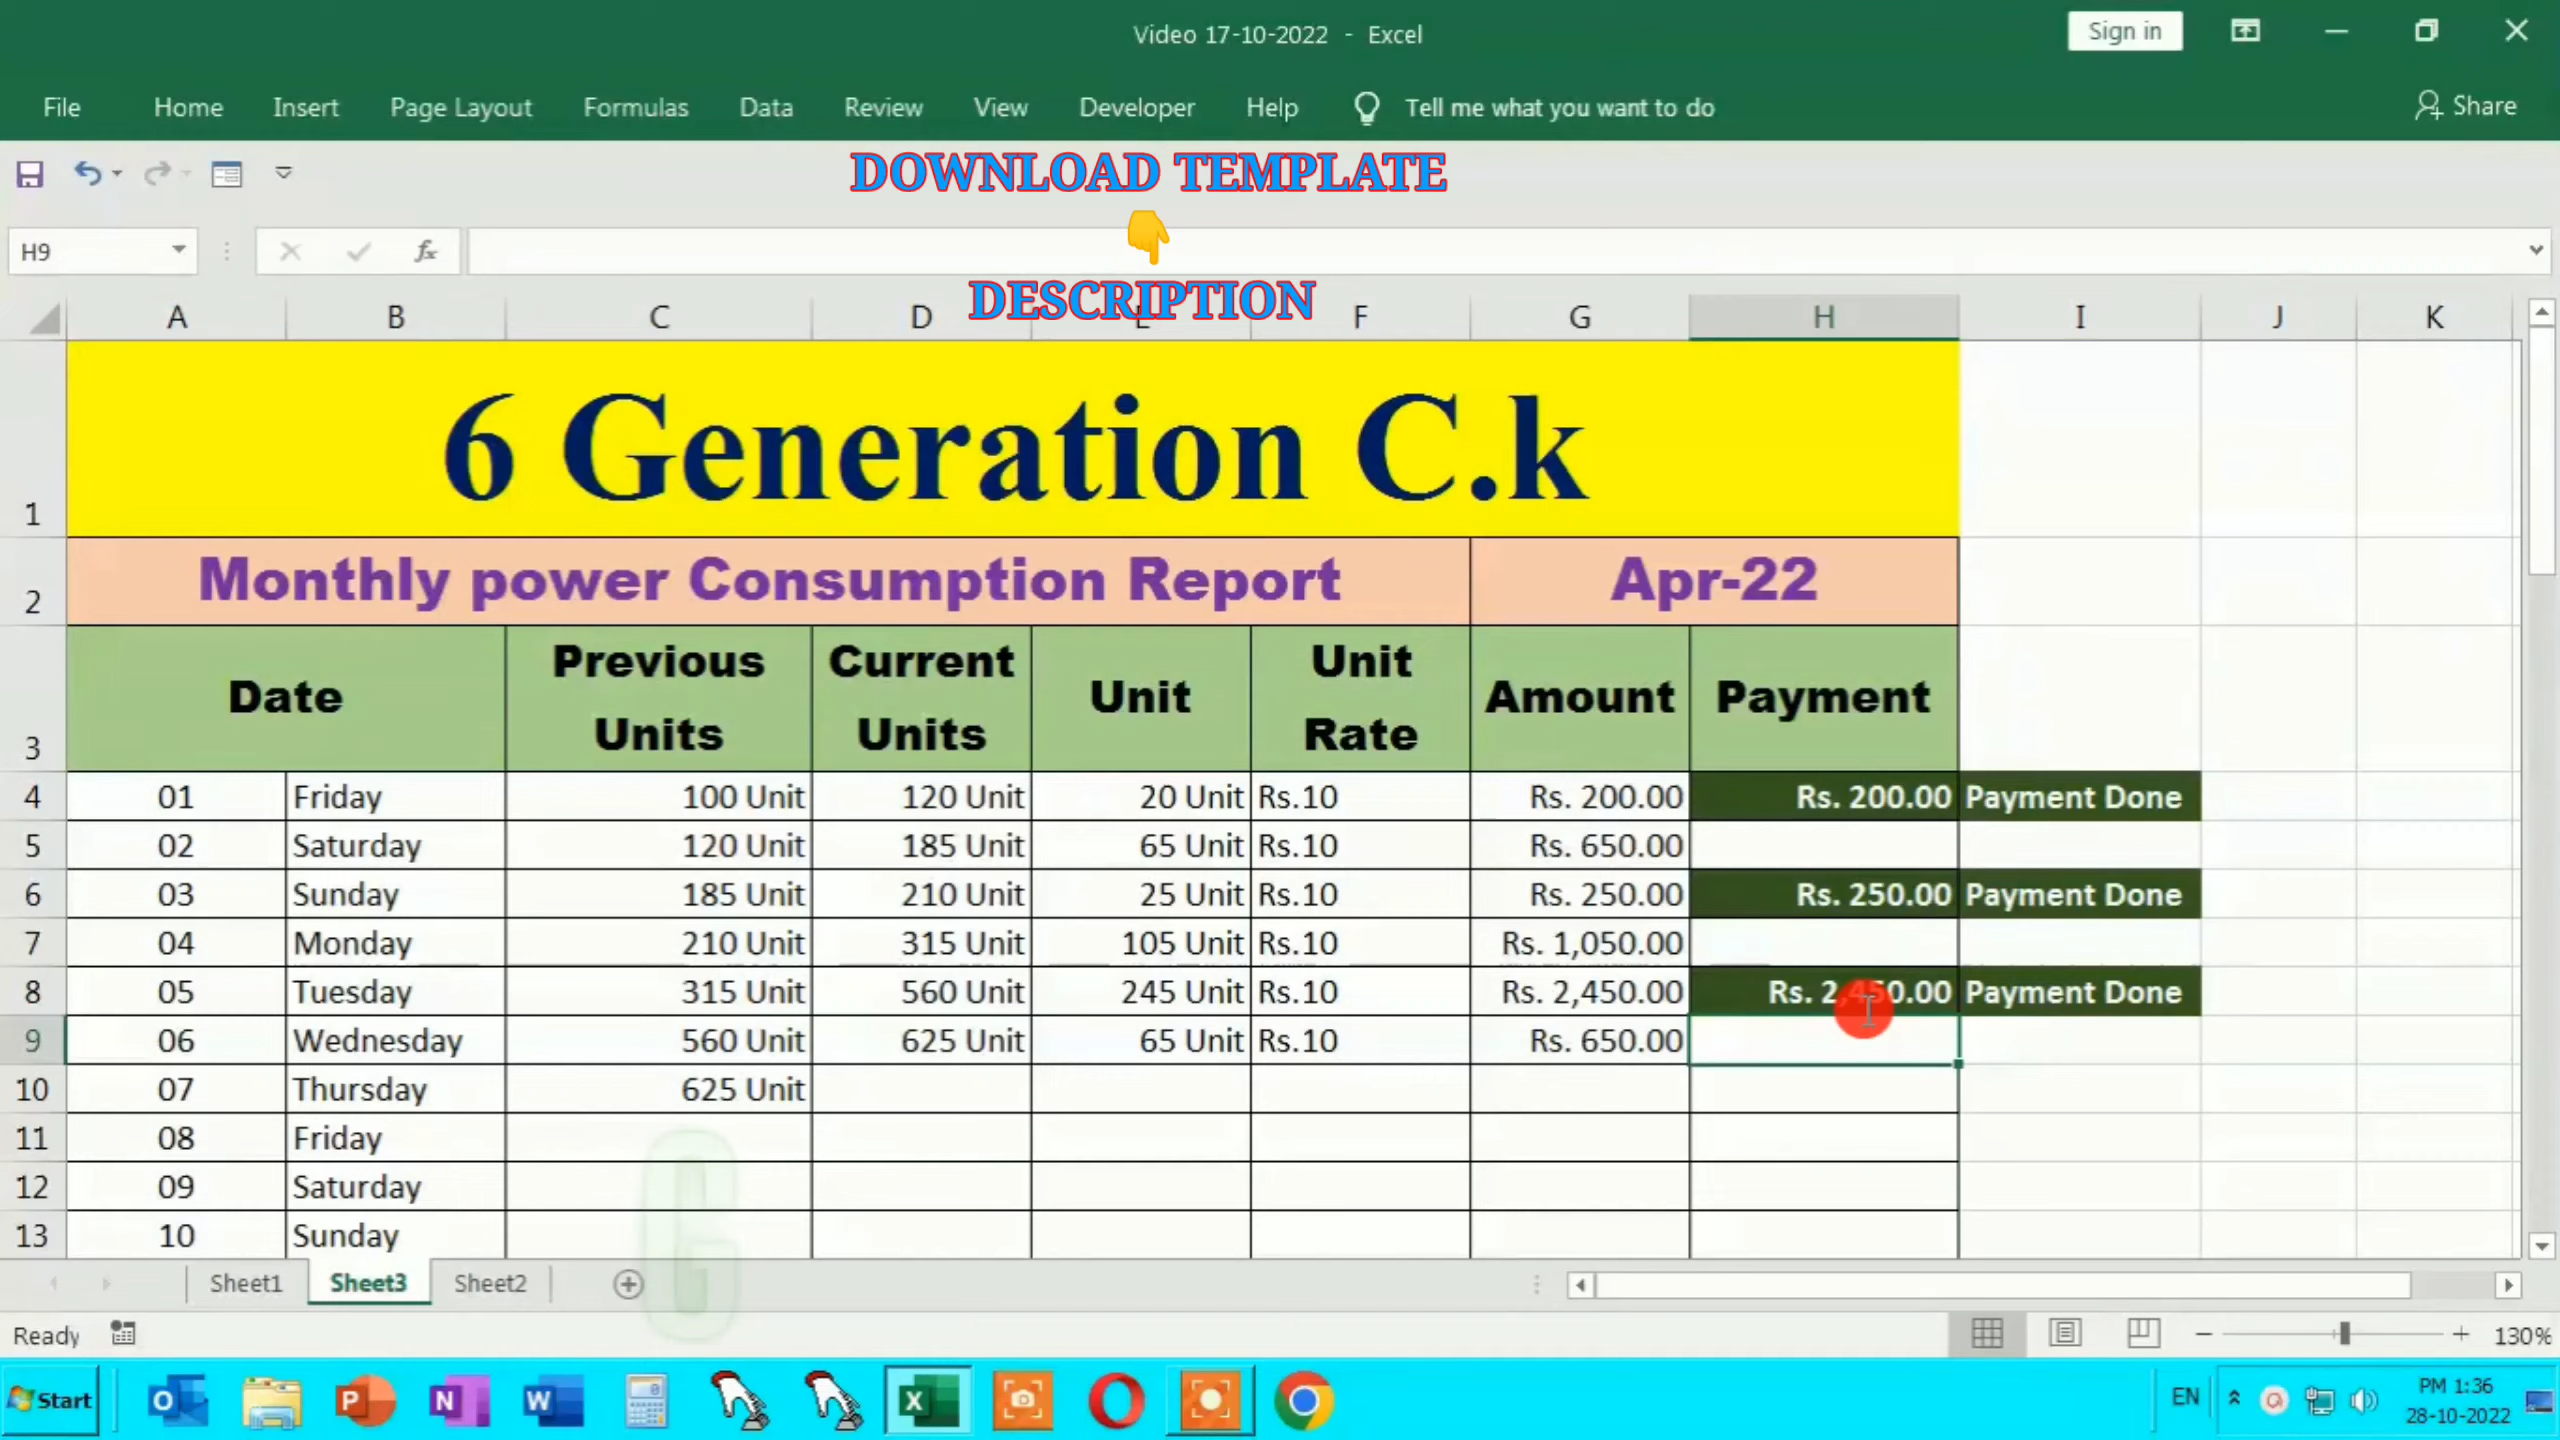 Video 17-10-2022 - Excel
Sign in
File Home Insert Page Layout Formulas Data Review View Developer Help Tell me what you want to do Share
DOWNLOAD TEMPLATE
H9 fx
DESCRIPTION
A B C D E F G H I J K
1 6 Generation C.k
2 Monthly power Consumption Report Apr-22
3 Date Previous Units Current Units Unit Unit Rate Amount Payment
4 01 Friday 100 Unit 120 Unit 20 Unit Rs.10 Rs. 200.00 Rs. 200.00 Payment Done
5 02 Saturday 120 Unit 185 Unit 65 Unit Rs.10 Rs. 650.00
6 03 Sunday 185 Unit 210 Unit 25 Unit Rs.10 Rs. 250.00 Rs. 250.00 Payment Done
7 04 Monday 210 Unit 315 Unit 105 Unit Rs.10 Rs. 1,050.00
8 05 Tuesday 315 Unit 560 Unit 245 Unit Rs.10 Rs. 2,450.00 Rs. 2,450.00 Payment Done
9 06 Wednesday 560 Unit 625 Unit 65 Unit Rs.10 Rs. 650.00
10 07 Thursday 625 Unit
11 08 Friday
12 09 Saturday
13 10 Sunday
Sheet1 Sheet3 Sheet2
Ready 130%
Start EN PM 1:36
28-10-2022